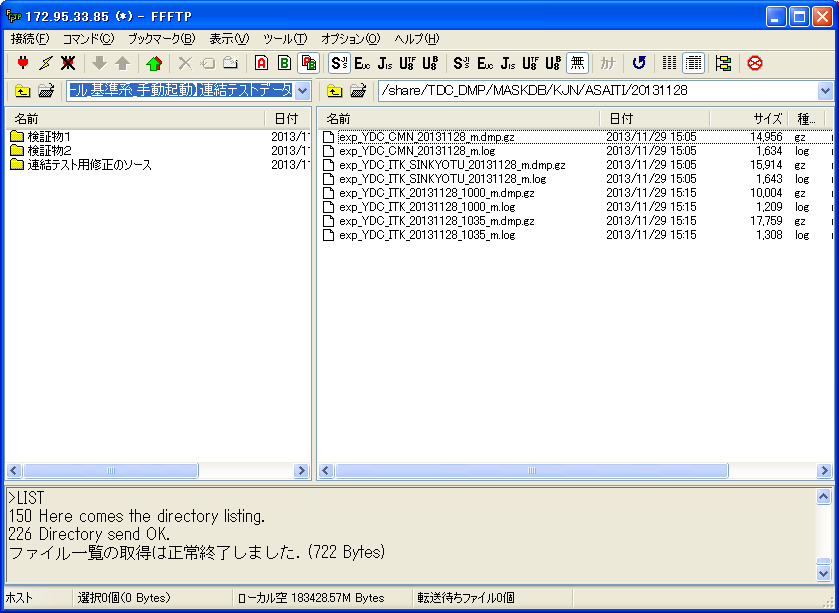 172.95.33.85 (*) - FFFTP
接続(F) コマンド(C) ブックマーク(B) 表示(V) ツール(T) オプション(O) ヘルプ(H)
A B B S-JIS EUC JIS UTF8 UTF8 S-JIS EUC JIS UTF8 UTF8 無 カナ
ール_基準系_手動起動】連結テストデータ /share/TDC_DMP/MASKDB/KJN/ASAITI/20131128
名前 日付 名前 日付 サイズ 種...
検証物1 2013/1 exp_YDC_CMN_20131128_m.dmp.gz 2013/11/29 15:05 14,956 gz
検証物2 2013/1 exp_YDC_CMN_20131128_m.log 2013/11/29 15:05 1,634 log
連結テスト用修正のソース 2013/1 exp_YDC_ITK_SINKYOTU_20131128_m.dmp.gz 2013/11/29 15:05 15,914 gz
exp_YDC_ITK_SINKYOTU_20131128_m.log 2013/11/29 15:05 1,643 log
exp_YDC_ITK_20131128_1000_m.dmp.gz 2013/11/29 15:15 10,004 gz
exp_YDC_ITK_20131128_1000_m.log 2013/11/29 15:15 1,209 log
exp_YDC_ITK_20131128_1035_m.dmp.gz 2013/11/29 15:15 17,759 gz
exp_YDC_ITK_20131128_1035_m.log 2013/11/29 15:15 1,308 log
>LIST
150 Here comes the directory listing.
226 Directory send OK.
ファイル一覧の取得は正常終了しました. (722 Bytes)
ホスト 選択0個(0 Bytes) ローカル空 183428.57M Bytes 転送待ちファイル0個